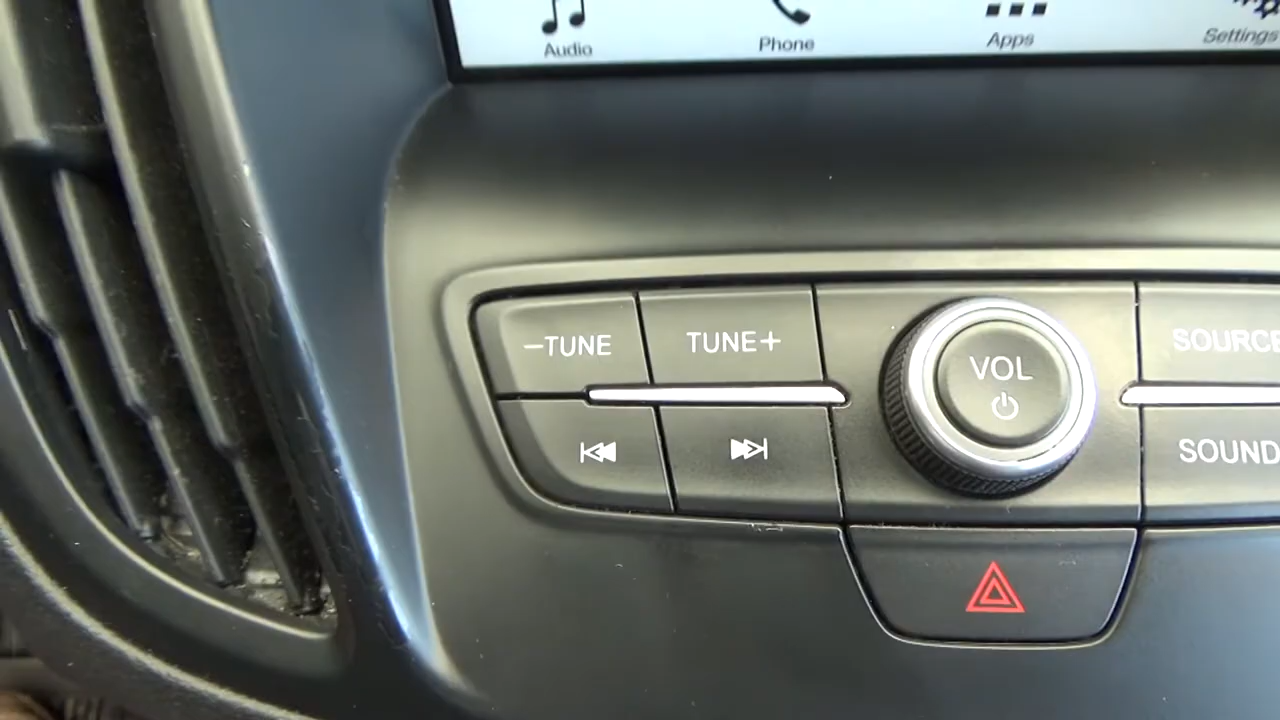 Audio
Phone
Apps
Settings
–TUNE
TUNE+
VOL
SOURCE
SOUND